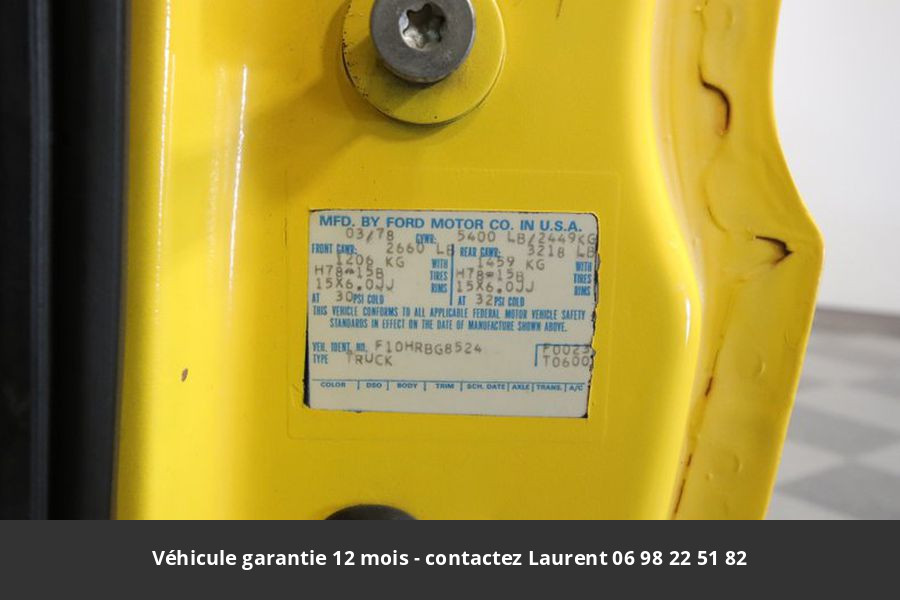 MFD. BY FORD MOTOR CO. IN U.S.A.
03/78 GVWR: 5400 LB/2449KG
FRONT GAWR: 2660 LB REAR GAWR: 3218 LB
1206 KG WITH 1459 KG WITH
H78-15B TIRES H78-15B TIRES
15X6.0JJ RIMS 15X6.0JJ RIMS
AT 30 PSI COLD AT 32 PSI COLD
THIS VEHICLE CONFORMS TO ALL APPLICABLE FEDERAL MOTOR VEHICLE SAFETY
STANDARDS IN EFFECT ON THE DATE OF MANUFACTURE SHOWN ABOVE.
VEH. IDENT. NO. F10HRBG8524 F0023
TYPE TRUCK T0600
COLOR DSO BODY TRIM SCH. DATE AXLE TRANS. A/C
Véhicule garantie 12 mois - contactez Laurent 06 98 22 51 82